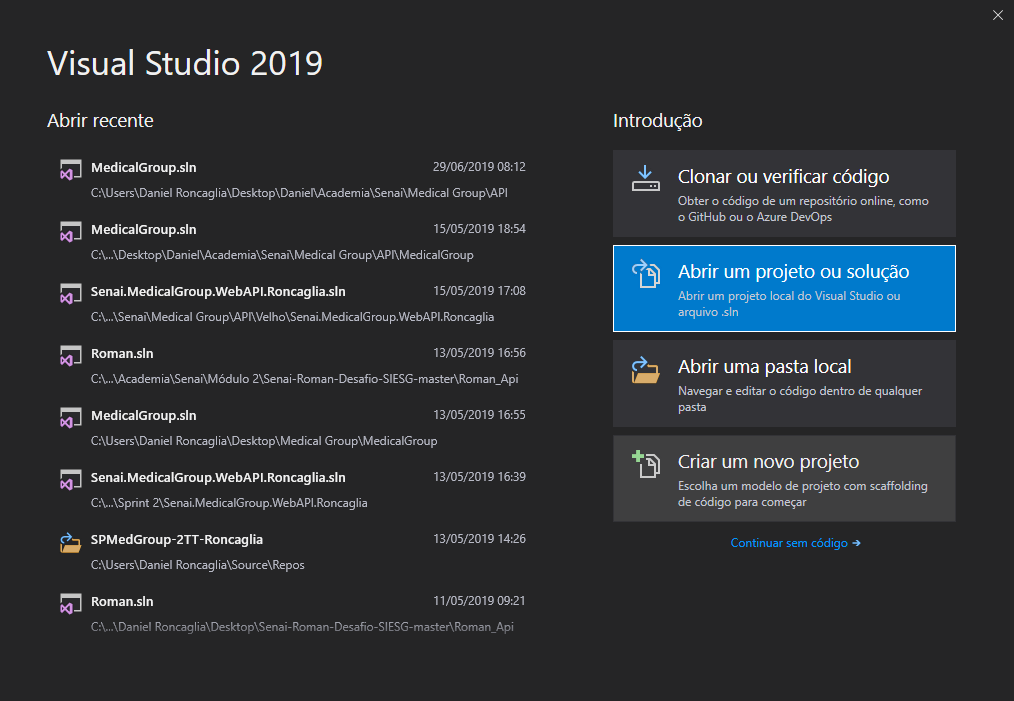 Visual Studio 2019
Abrir recente
MedicalGroup.sln 29/06/2019 08:12
C:\Users\Daniel Roncaglia\Desktop\Daniel\Academia\Senai\Medical Group\API
MedicalGroup.sln 15/05/2019 18:54
C:\...\Desktop\Daniel\Academia\Senai\Medical Group\API\MedicalGroup
Senai.MedicalGroup.WebAPI.Roncaglia.sln 15/05/2019 17:08
C:\...\Senai\Medical Group\API\Velho\Senai.MedicalGroup.WebAPI.Roncaglia
Roman.sln 13/05/2019 16:56
C:\...\Academia\Senai\Módulo 2\Senai-Roman-Desafio-SIESG-master\Roman_Api
MedicalGroup.sln 13/05/2019 16:55
C:\Users\Daniel Roncaglia\Desktop\Medical Group\MedicalGroup
Senai.MedicalGroup.WebAPI.Roncaglia.sln 13/05/2019 16:39
C:\...\Sprint 2\Senai.MedicalGroup.WebAPI.Roncaglia
SPMedGroup-2TT-Roncaglia 13/05/2019 14:26
C:\Users\Daniel Roncaglia\Source\Repos
Roman.sln 11/05/2019 09:21
C:\...\Daniel Roncaglia\Desktop\Senai-Roman-Desafio-SIESG-master\Roman_Api
Introdução
Clonar ou verificar código
Obter o código de um repositório online, como
o GitHub ou o Azure DevOps
Abrir um projeto ou solução
Abrir um projeto local do Visual Studio ou
arquivo .sln
Abrir uma pasta local
Navegar e editar o código dentro de qualquer
pasta
Criar um novo projeto
Escolha um modelo de projeto com scaffolding
de código para começar
Continuar sem código →